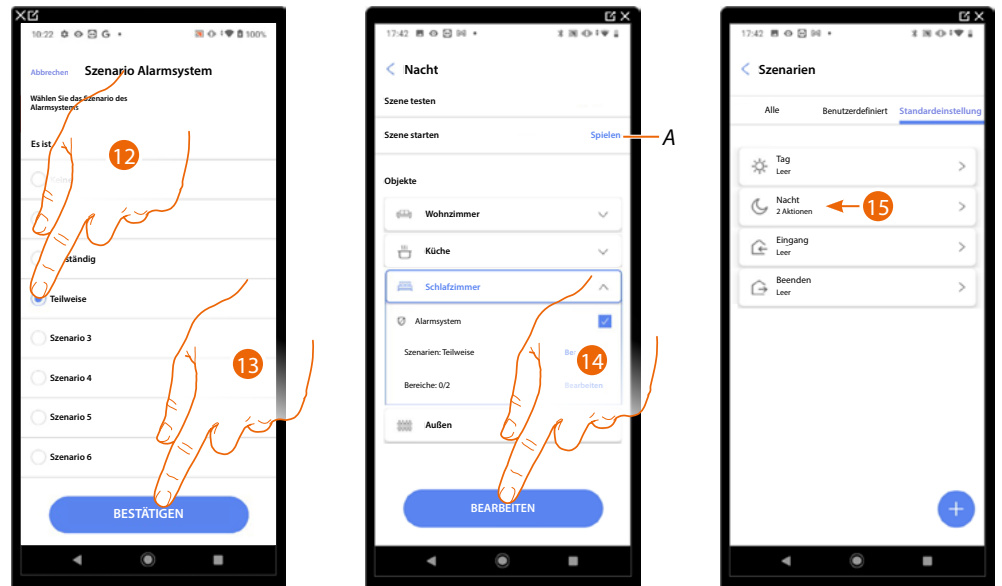 10:22 G 100%
Abbrechen Szenario Alarmsystem
Wählen Sie das Szenario des
Alarmsystems
Es ist
12
ständig
Teilweise
Szenario 3
13
Szenario 4
Szenario 5
Szenario 6
BESTÄTIGEN
17:42
Nacht
Szene testen
Szene starten Spielen A
Objekte
Wohnzimmer
Küche
Schlafzimmer
Alarmsystem
Szenarien: Teilweise Be
14
Bereiche: 0/2 Bearbeiten
Außen
BEARBEITEN
17:42
Szenarien
Alle Benutzerdefiniert Standardeinstellung
Tag
Leer
Nacht
2 Aktionen
15
Eingang
Leer
Beenden
Leer